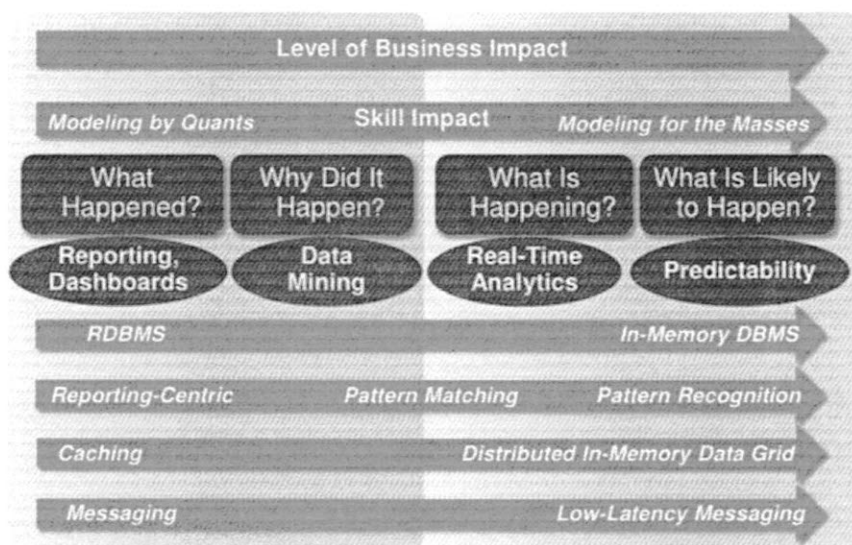 Level of Business Impact
Modeling by Quants Skill Impact Modeling for the Masses
What Happened?
Why Did It Happen?
What Is Happening?
What Is Likely to Happen?
Reporting, Dashboards
Data Mining
Real-Time Analytics
Predictability
RDBMS In-Memory DBMS
Reporting-Centric Pattern Matching Pattern Recognition
Caching Distributed In-Memory Data Grid
Messaging Low-Latency Messaging